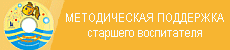 МЕТОДИЧЕСКАЯ ПОДДЕРЖКА
старшего воспитателя